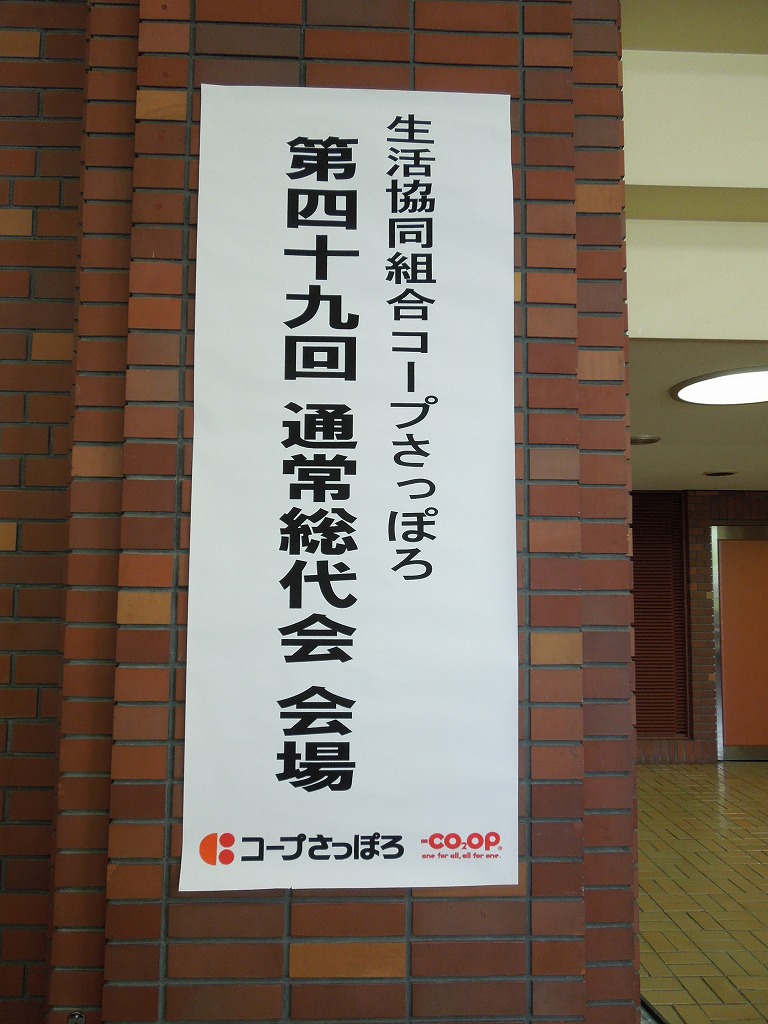 生活協同組合コープさっぽろ
第四十九回 通常総代会 会場
コープさっぽろ
-CO2OP®
one for all, all for one.